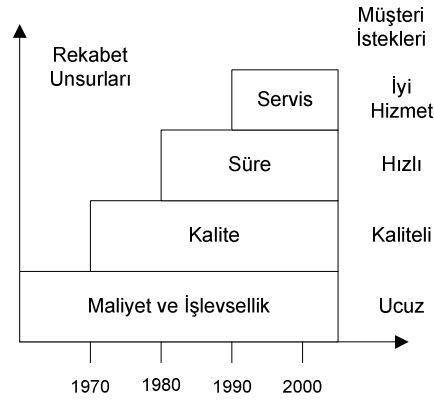 Müşteri
İstekleri
Rekabet
Unsurları
Servis
İyi
Hizmet
Süre
Hızlı
Kalite
Kaliteli
Maliyet ve İşlevsellik
Ucuz
1970
1980
1990
2000